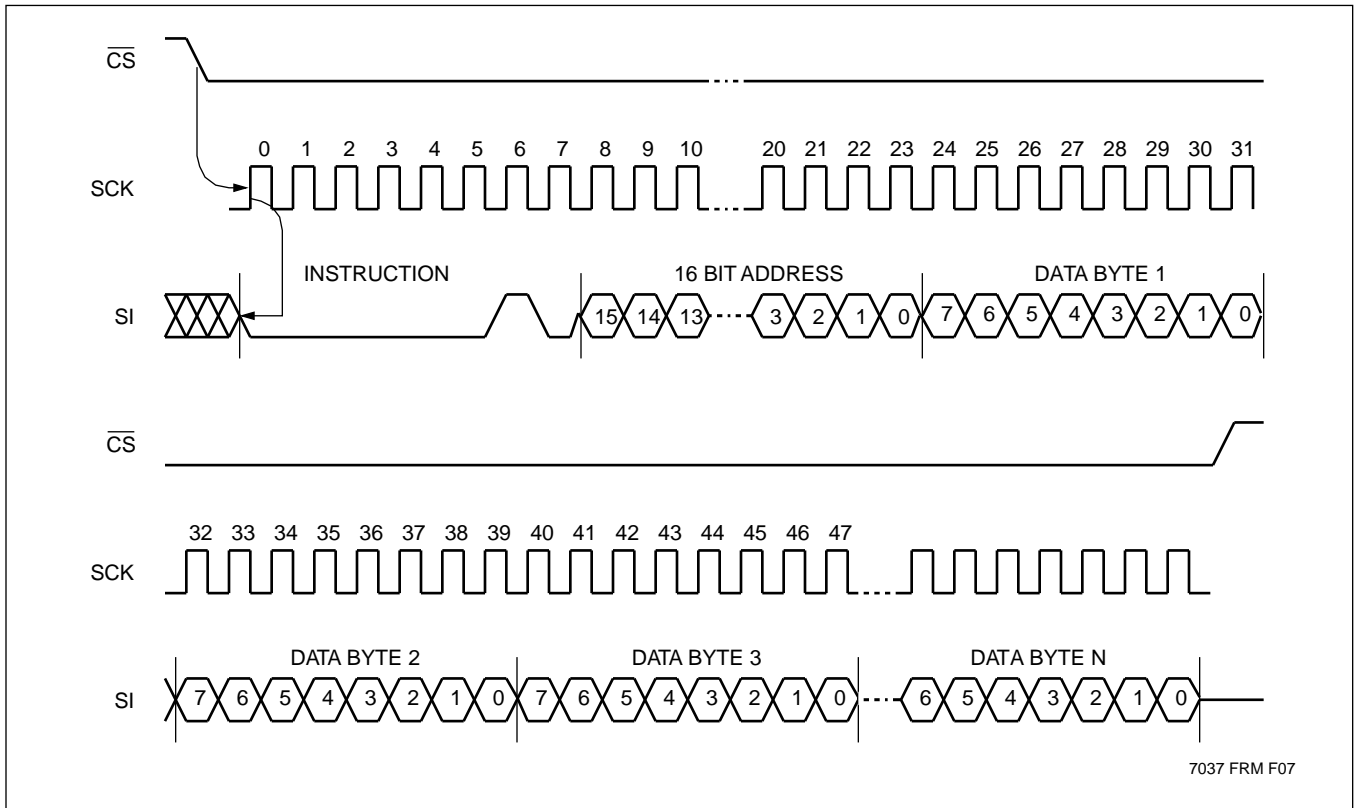 CS
0 1 2 3 4 5 6 7 8 9 10 20 21 22 23 24 25 26 27 28 29 30 31
SCK
INSTRUCTION 16 BIT ADDRESS DATA BYTE 1
SI 15 14 13 3 2 1 0 7 6 5 4 3 2 1 0
CS
32 33 34 35 36 37 38 39 40 41 42 43 44 45 46 47
SCK
DATA BYTE 2 DATA BYTE 3 DATA BYTE N
SI 7 6 5 4 3 2 1 0 7 6 5 4 3 2 1 0 6 5 4 3 2 1 0
7037 FRM F07